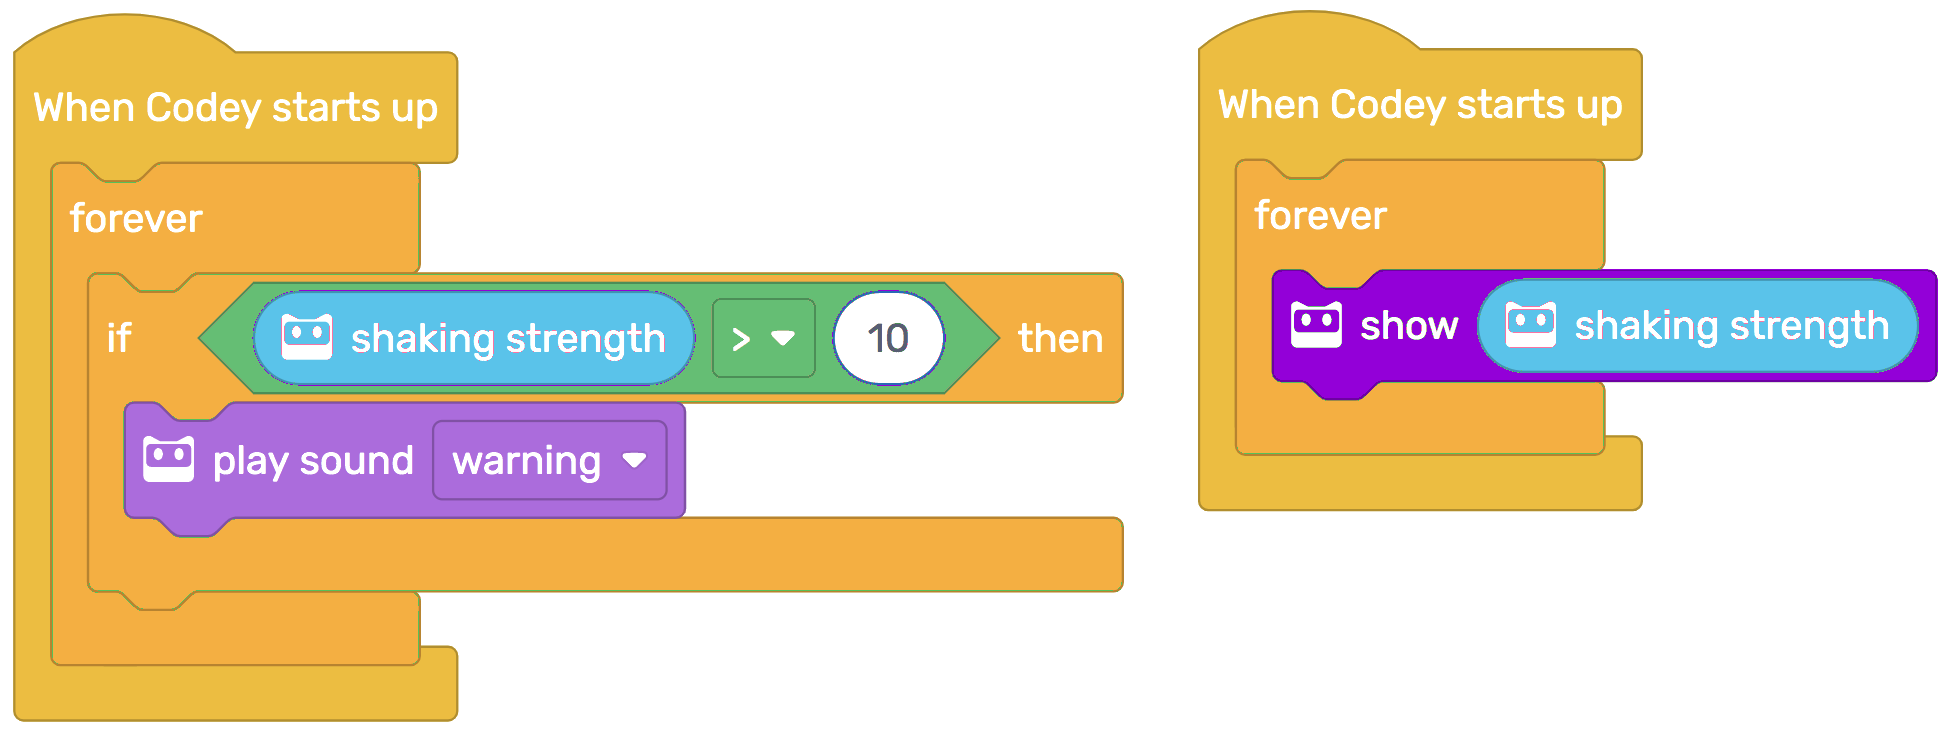 When Codey starts up
forever
if shaking strength > 10 then
play sound warning
When Codey starts up
forever
show shaking strength